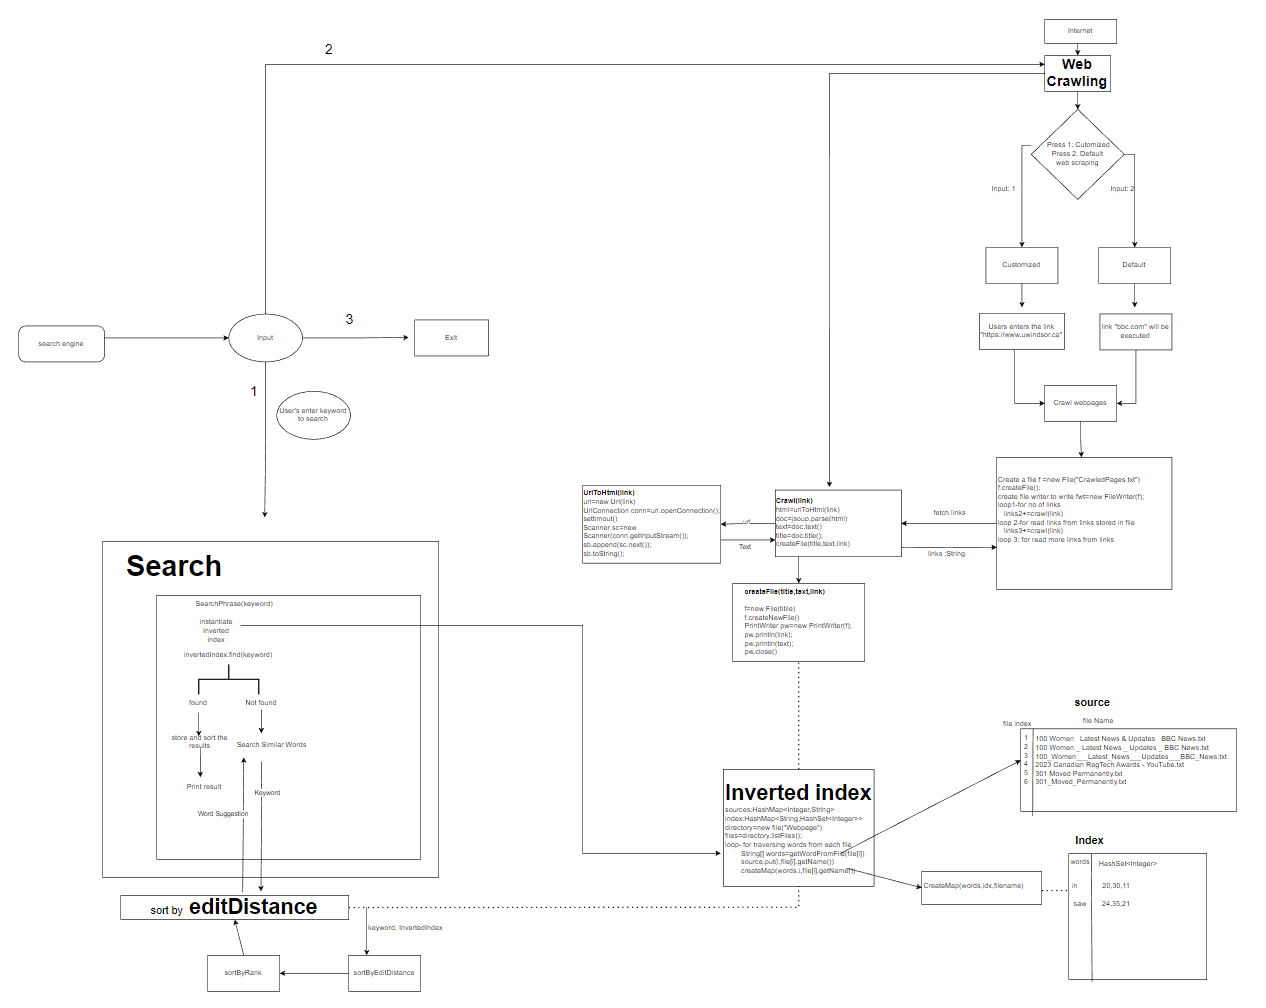 Internet
2
Web
Crawling
Press 1: Cutomized
Press 2: Default
web scraping
Input: 1
Input: 2
Customized
Default
search engine
Input
3
Exit
Users enters the link
"https://www.uwindsor.ca"
link "bbc.com" will be
executed
1
User's enter keyword
to search
Crawl webpages
Create a file f =new File("CrawledPages.txt")
f.createFile();
create file writer to write fwt=new FileWriter(f);
loop1-for no of links
links2+=crawl(link)
loop 2-for read links from links stored in file
links3+=crawl(link)
loop 3: for read more links from links
fetch links
links :String
Crawl(link)
html=urlToHtml(link)
doc=jsoup.parse(html)
text=doc.text()
title=doc.title();
createFile(title,text,link)
url
Text
UrlToHtml(link)
url=new Url(link)
UrlConnection conn=url.openConnection();
settimout()
Scanner sc=new
Scanner(conn.getInputStream());
sb.append(sc.next());
sb.toString();
createFile(title,text,link)
f=new File(titile)
f.createNewFile()
PrintWriter pw=new PrintWriter(f);
pw.println(link);
pw.println(text);
pw.close()
Search
SearchPhrase(keyword)
instantiate
Inverted
index
invertedIndex.find(keyword)
found
Not found
store and sort the
results
Search Similar Words
Print result
Keyword
Word Suggestion
sort by editDistance
keyword, InvertedIndex
sortByRank
sortByEditDistance
Inverted index
sources:HashMap<Integer,String>
index:HashMap<String,HashSet<Integer>>
directory=new file("Webpage")
files=directory.listFiles();
loop- for traversing words from each file
String[] words=getWordFromFile(file[i])
source.put(i,file[i].getName())
createMap(words,i,file[i].getName())
source
file index
file Name
1 100 Women _ Latest News & Updates _ BBC News.txt
2 100 Women _ Latest News _ Updates _ BBC News.txt
3 100_Women___Latest_News___Updates___BBC_News.txt
4 2023 Canadian RegTech Awards - YouTube.txt
5 301 Moved Permanently.txt
6 301_Moved_Permanently.txt
Index
words HashSet<Integer>
in 20,30,11
saw 24,35,21
CreateMap(words,idx,filename)